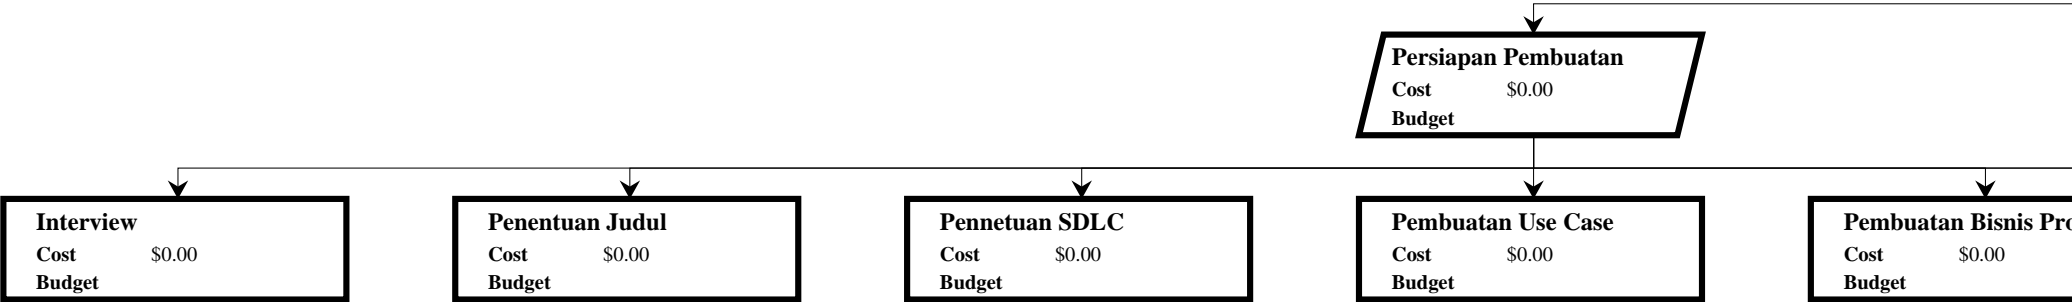 Persiapan Pembuatan
Cost $0.00
Budget
Interview
Cost $0.00
Budget
Penentuan Judul
Cost $0.00
Budget
Pennetuan SDLC
Cost $0.00
Budget
Pembuatan Use Case
Cost $0.00
Budget
Pembuatan Bisnis Pro
Cost $0.00
Budget